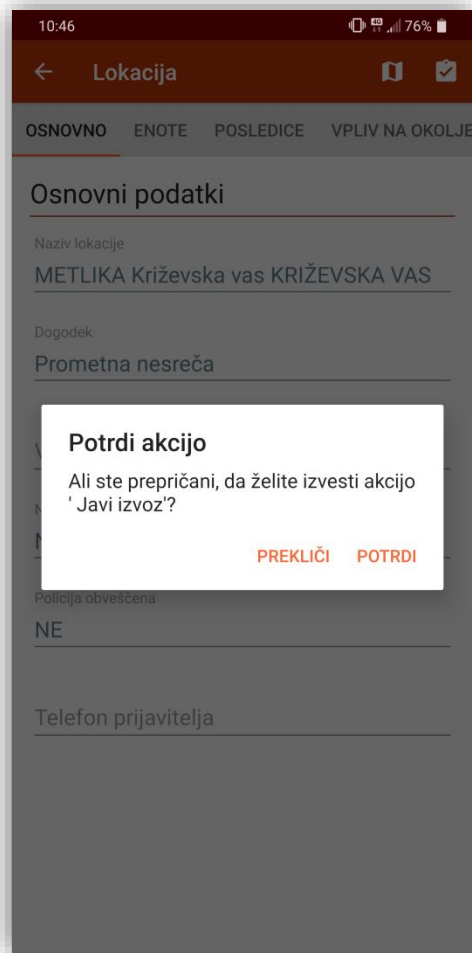 10:46
4G
76%
Lokacija
OSNOVNO ENOTE POSLEDICE VPLIV NA OKOLJE
Osnovni podatki
Naziv lokacije
METLIKA Križevska vas KRIŽEVSKA VAS
Dogodek
Prometna nesreča
Potrdi akcijo
Ali ste prepričani, da želite izvesti akcijo
' Javi izvoz'?
PREKLIČI POTRDI
Policija obveščena
NE
Telefon prijavitelja